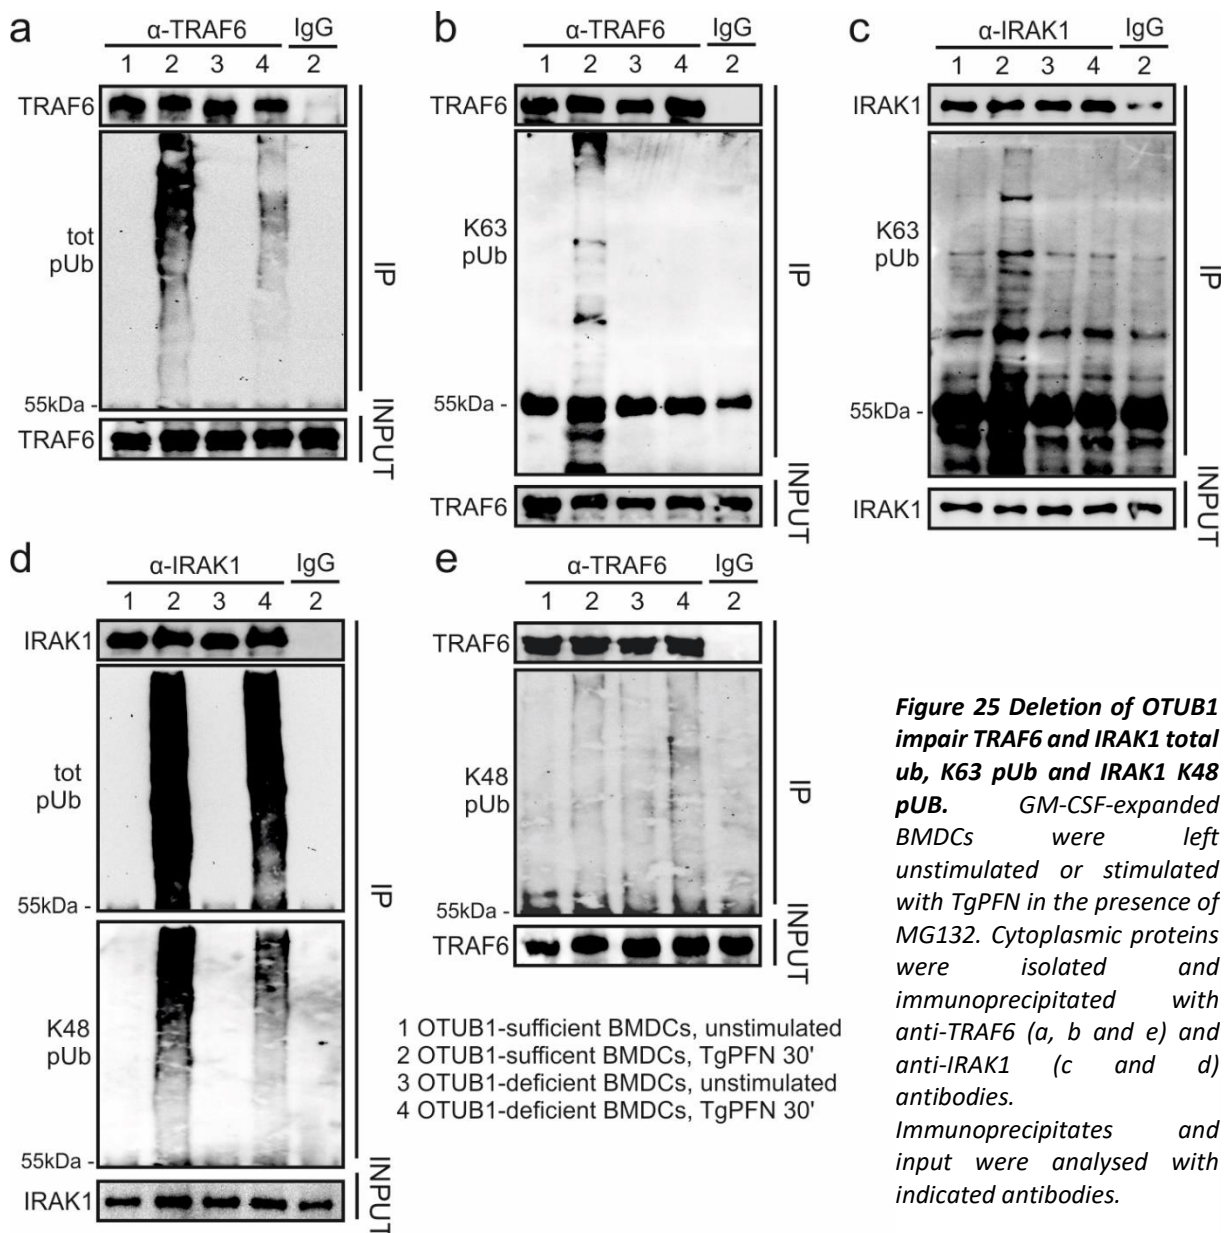 a
α-TRAF6 IgG
1 2 3 4 2
TRAF6
tot
pUb
55kDa -
TRAF6
IP
INPUT
b
α-TRAF6 IgG
1 2 3 4 2
TRAF6
K63
pUb
55kDa -
TRAF6
IP
INPUT
c
α-IRAK1 IgG
1 2 3 4 2
IRAK1
K63
pUb
55kDa -
IRAK1
IP
INPUT
d
α-IRAK1 IgG
1 2 3 4 2
IRAK1
tot
pUb
55kDa -
K48
pUb
55kDa -
IRAK1
IP
INPUT
e
α-TRAF6 IgG
1 2 3 4 2
TRAF6
K48
pUb
55kDa -
TRAF6
IP
INPUT
1 OTUB1-sufficient BMDCs, unstimulated
2 OTUB1-sufficent BMDCs, TgPFN 30'
3 OTUB1-deficient BMDCs, unstimulated
4 OTUB1-deficient BMDCs, TgPFN 30'
Figure 25 Deletion of OTUB1
impair TRAF6 and IRAK1 total
ub, K63 pUb and IRAK1 K48
pUB. GM-CSF-expanded
BMDCs were left
unstimulated or stimulated
with TgPFN in the presence of
MG132. Cytoplasmic proteins
were isolated and
immunoprecipitated with
anti-TRAF6 (a, b and e) and
anti-IRAK1 (c and d)
antibodies.
Immunoprecipitates and
input were analysed with
indicated antibodies.